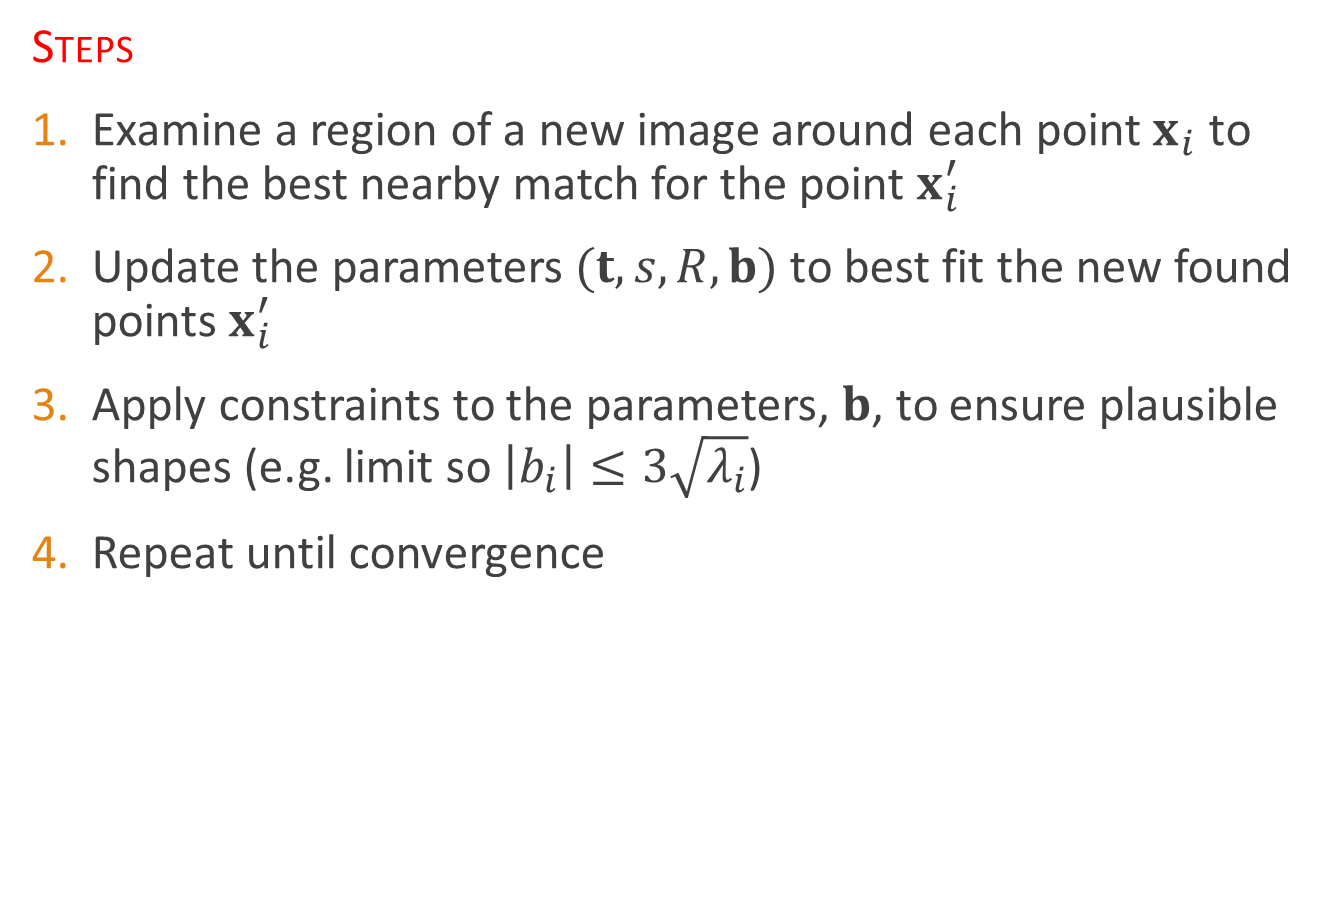 STEPS
1. Examine a region of a new image around each point 𝐱ᵢ to
find the best nearby match for the point 𝐱ᵢ′
2. Update the parameters (𝐭, 𝑠, 𝑅, 𝐛) to best fit the new found
points 𝐱ᵢ′
3. Apply constraints to the parameters, 𝐛, to ensure plausible
shapes (e.g. limit so |𝑏ᵢ| ≤ 3√𝜆ᵢ)
4. Repeat until convergence